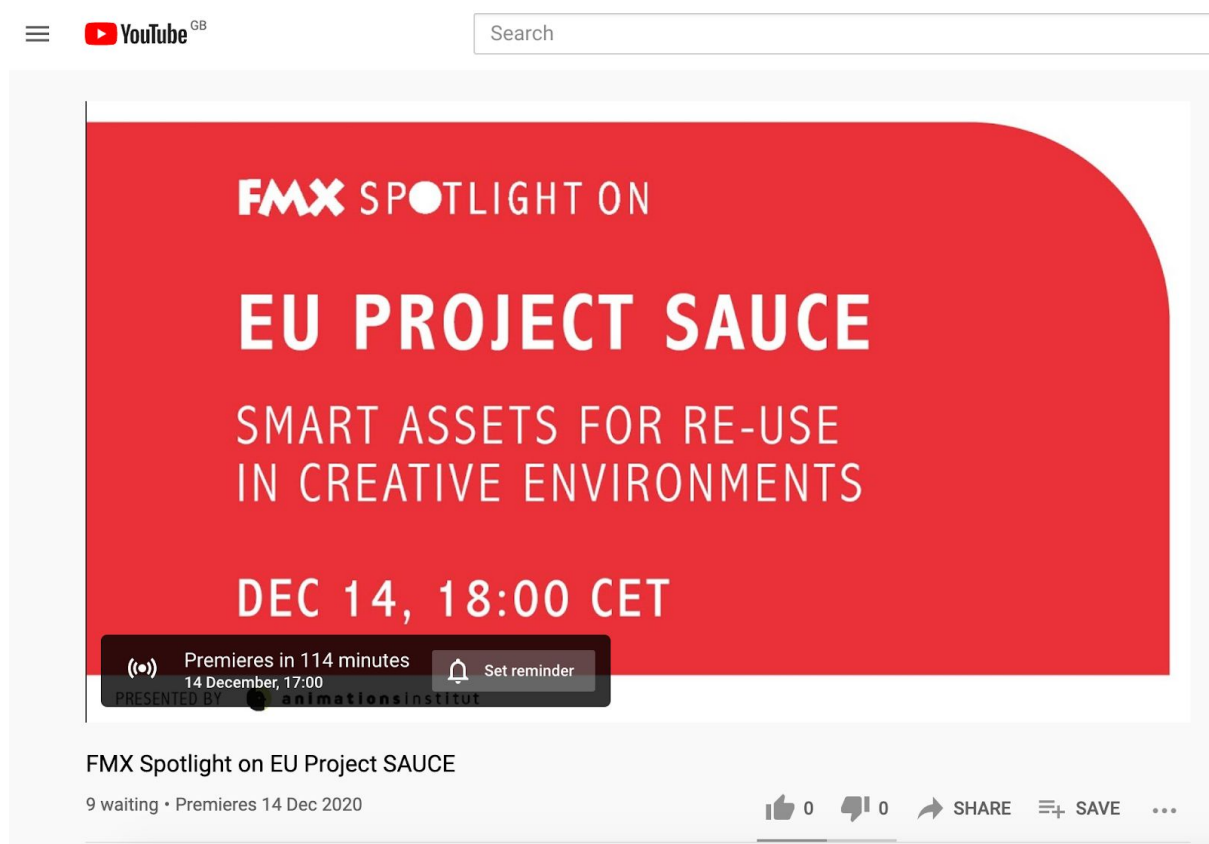 YouTube GB
Search
FMX SPOTLIGHT ON
EU PROJECT SAUCE
SMART ASSETS FOR RE-USE
IN CREATIVE ENVIRONMENTS
DEC 14, 18:00 CET
Premieres in 114 minutes
14 December, 17:00
Set reminder
PRESENTED BY animationsinstitut
FMX Spotlight on EU Project SAUCE
9 waiting • Premieres 14 Dec 2020
0 0 SHARE SAVE